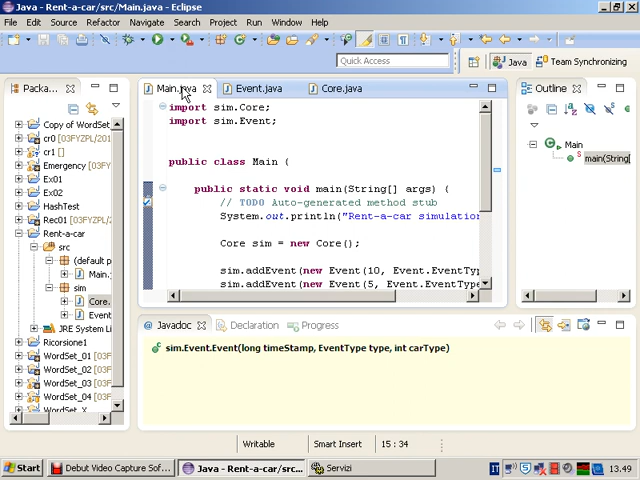 Java - Rent-a-car/src/Main.java - Eclipse
File Edit Source Refactor Navigate Search Project Run Window Help
Quick Access
Java
Team Synchronizing
Packa...
Copy of WordSet
cr0 [03FYZPL/201
cr1 []
Emergency [03FY
Ex01
Ex02
HashTest
Rec01 [03FYZPL/
Rent-a-car
src
(default p
Main.j
sim
Core.
Event
JRE System Li
Ricorsione1
WordSet_01 [03F
WordSet_02 [03F
WordSet_03 [03F
WordSet_04 [03F
WordSet_X
Main.java
Event.java
Core.java
import sim.Core;
import sim.Event;
public class Main {
public static void main(String[] args) {
// TODO Auto-generated method stub
System.out.println("Rent-a-car simulation
Core sim = new Core();
sim.addEvent(new Event(10, Event.EventTyp
sim.addEvent(new Event(5, Event.EventType
Outline
Main
main(String[
Javadoc
Declaration
Progress
sim.Event.Event(long timeStamp, EventType type, int carType)
Writable
Smart Insert
15 : 34
Start
Debut Video Capture Sof...
Java - Rent-a-car/src...
Servizi
IT
13.49